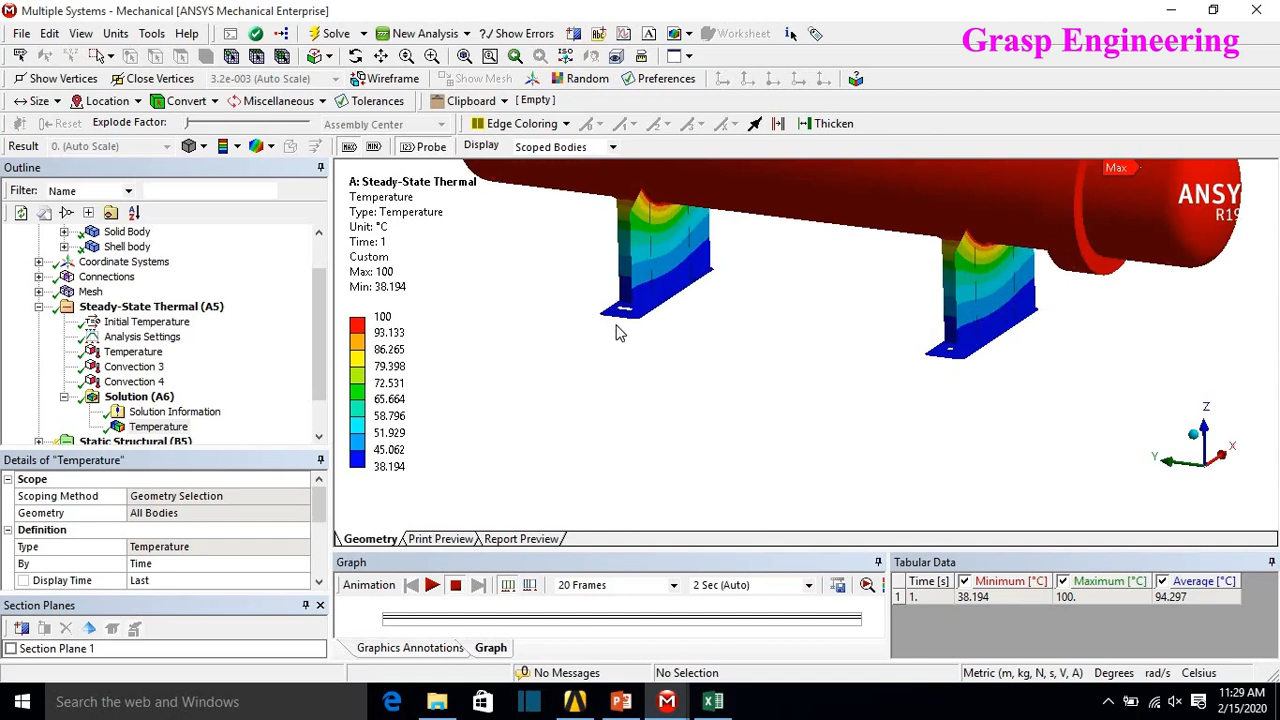 Multiple Systems - Mechanical [ANSYS Mechanical Enterprise]
File Edit View Units Tools Help Solve New Analysis ?/ Show Errors Worksheet
Grasp Engineering
Show Vertices Close Vertices 3.2e-003 (Auto Scale) Wireframe Show Mesh Random Preferences
Size Location Convert Miscellaneous Tolerances Clipboard [ Empty ]
Reset Explode Factor: Assembly Center Edge Coloring Thicken
Result 0. (Auto Scale) MAX MIN Probe Display Scoped Bodies
Outline
Filter: Name
Solid Body
Shell body
Coordinate Systems
Connections
Mesh
Steady-State Thermal (A5)
Initial Temperature
Analysis Settings
Temperature
Convection 3
Convection 4
Solution (A6)
Solution Information
Temperature
Static Structural (B5)
Details of "Temperature"
Scope
Scoping Method Geometry Selection
Geometry All Bodies
Definition
Type Temperature
By Time
Display Time Last
Section Planes
Section Plane 1
A: Steady-State Thermal
Temperature
Type: Temperature
Unit: °C
Time: 1
Custom
Max: 100
Min: 38.194
100
93.133
86.265
79.398
72.531
65.664
58.796
51.929
45.062
38.194
Max
ANSY
R19
Z
X
Y
Geometry Print Preview Report Preview
Graph
Animation 20 Frames 2 Sec (Auto)
Graphics Annotations Graph
Tabular Data
Time [s] Minimum [°C] Maximum [°C] Average [°C]
1 1. 38.194 100. 94.297
0 No Messages No Selection Metric (m, kg, N, s, V, A) Degrees rad/s Celsius
Search the web and Windows
11:29 AM
2/15/2020